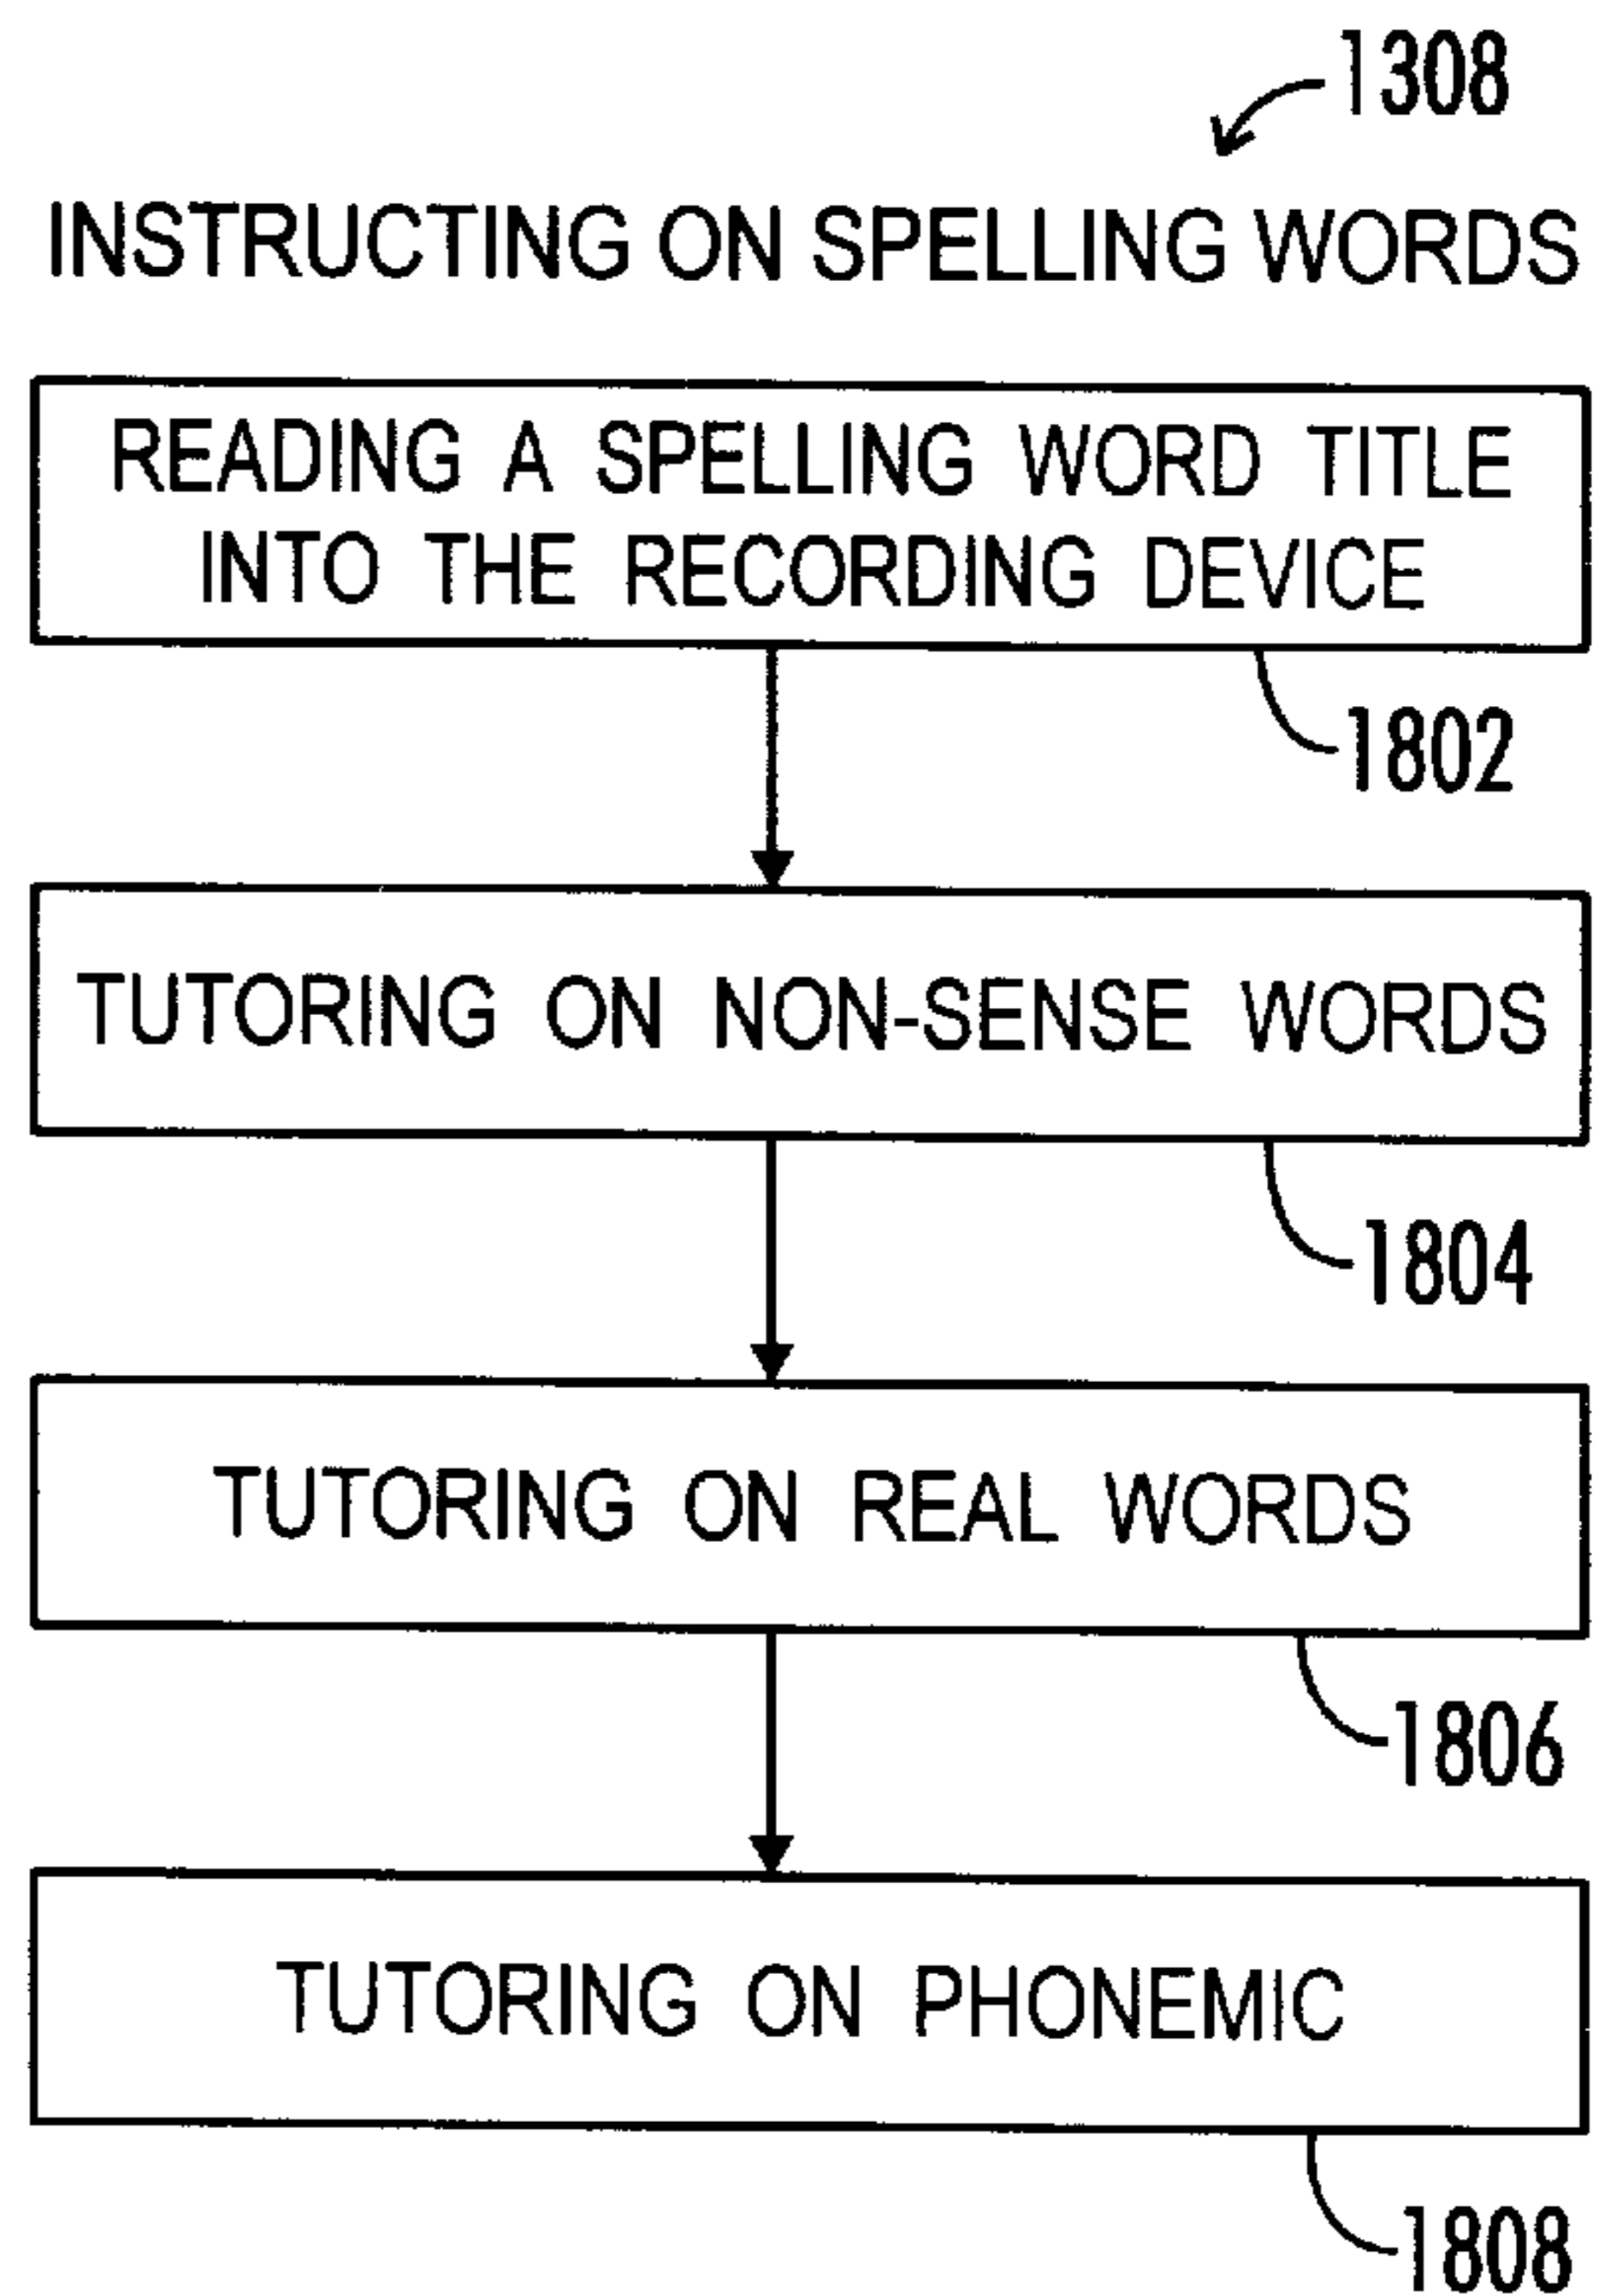 1308
INSTRUCTING ON SPELLING WORDS
READING A SPELLING WORD TITLE
INTO THE RECORDING DEVICE
1802
TUTORING ON NON-SENSE WORDS
1804
TUTORING ON REAL WORDS
1806
TUTORING ON PHONEMIC
1808